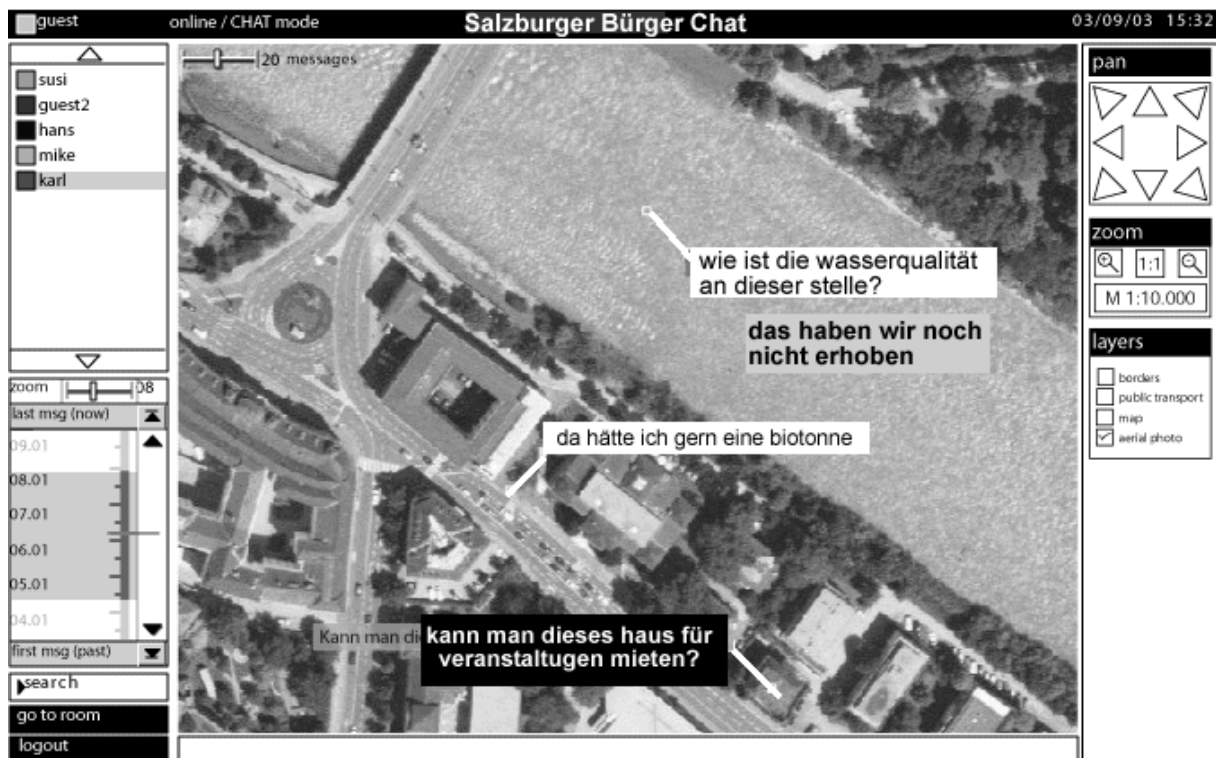 guest
online / CHAT mode
Salzburger Bürger Chat
03/09/03 15:32
susi
guest2
hans
mike
karl
zoom
08
last msg (now)
09.01
08.01
07.01
06.01
05.01
04.01
first msg (past)
search
go to room
logout
20 messages
wie ist die wasserqualität
an dieser stelle?
das haben wir noch
nicht erhoben
da hätte ich gern eine biotonne
Kann man die
kann man dieses haus für
veranstaltugen mieten?
pan
zoom
1:1
M 1:10.000
layers
borders
public transport
map
aerial photo